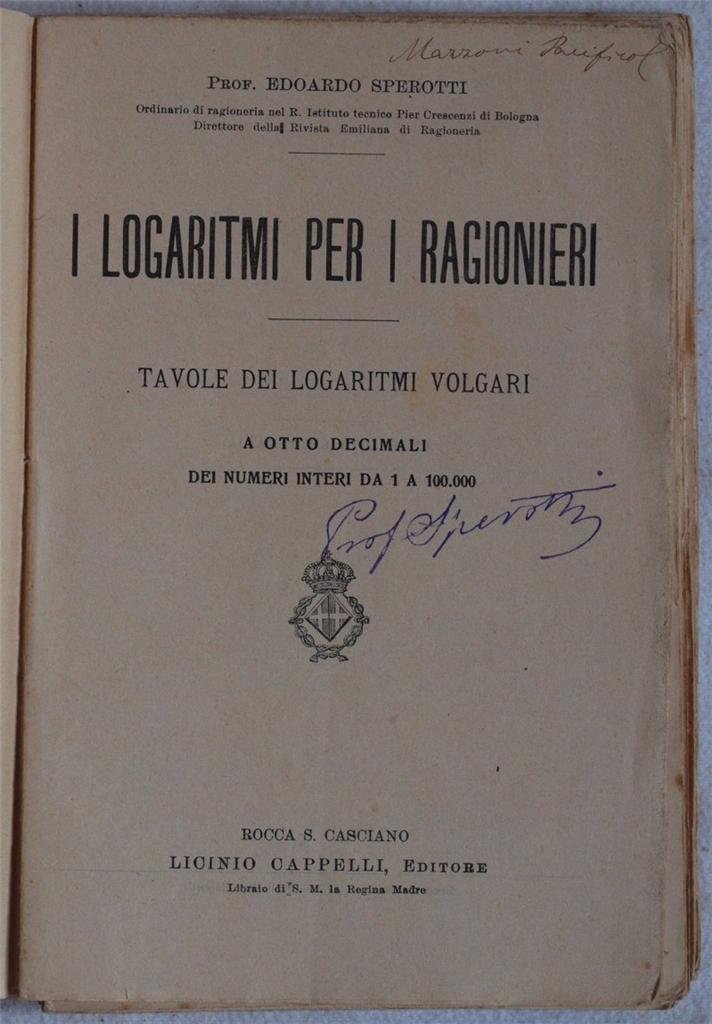 Marzoni Pacifico
Prof. EDOARDO SPEROTTI
Ordinario di ragioneria nel R. Istituto tecnico Pier Crescenzi di Bologna
Direttore della Rivista Emiliana di Ragioneria
I LOGARITMI PER I RAGIONIERI
TAVOLE DEI LOGARITMI VOLGARI
A OTTO DECIMALI
DEI NUMERI INTERI DA 1 A 100.000
Prof Sperotti
ROCCA S. CASCIANO
LICINIO CAPPELLI, EDITORE
Libraio di S. M. la Regina Madre